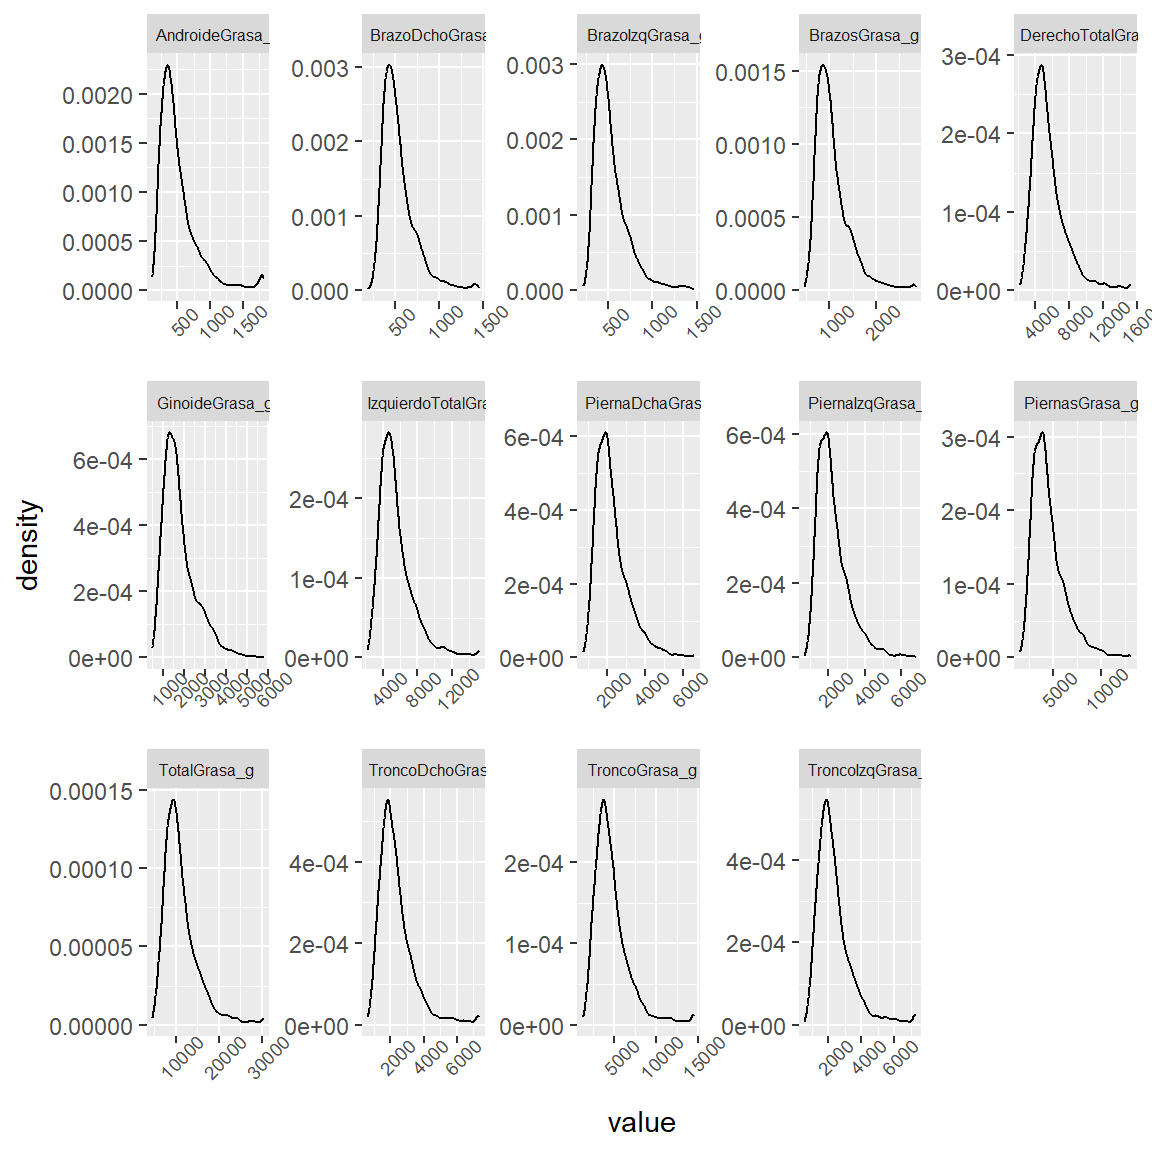 AndroideGrasa_
BrazoDchoGrasa
BrazoIzqGrasa_g
BrazosGrasa_g
DerechoTotalGra
0.0020
0.0015
0.0010
0.0005
0.0000
500
1000
1500
0.003
0.002
0.001
0.000
500
1000
1500
0.003
0.002
0.001
0.000
500
1000
1500
0.0015
0.0010
0.0005
0.0000
1000
2000
3e-04
2e-04
1e-04
0e+00
4000
8000
12000
1600
GinoideGrasa_g
IzquierdoTotalGra
PiernaDchaGras
PiernaIzqGrasa_
PiernasGrasa_g
6e-04
4e-04
2e-04
0e+00
1000
2000
3000
4000
5000
6000
2e-04
1e-04
0e+00
4000
8000
12000
6e-04
4e-04
2e-04
0e+00
2000
4000
6000
6e-04
4e-04
2e-04
0e+00
2000
4000
6000
3e-04
2e-04
1e-04
0e+00
5000
10000
density
TotalGrasa_g
TroncoDchoGras
TroncoGrasa_g
TroncoIzqGrasa_
0.00015
0.00010
0.00005
0.00000
10000
20000
30000
4e-04
2e-04
0e+00
2000
4000
6000
2e-04
1e-04
0e+00
5000
10000
15000
4e-04
2e-04
0e+00
2000
4000
6000
value